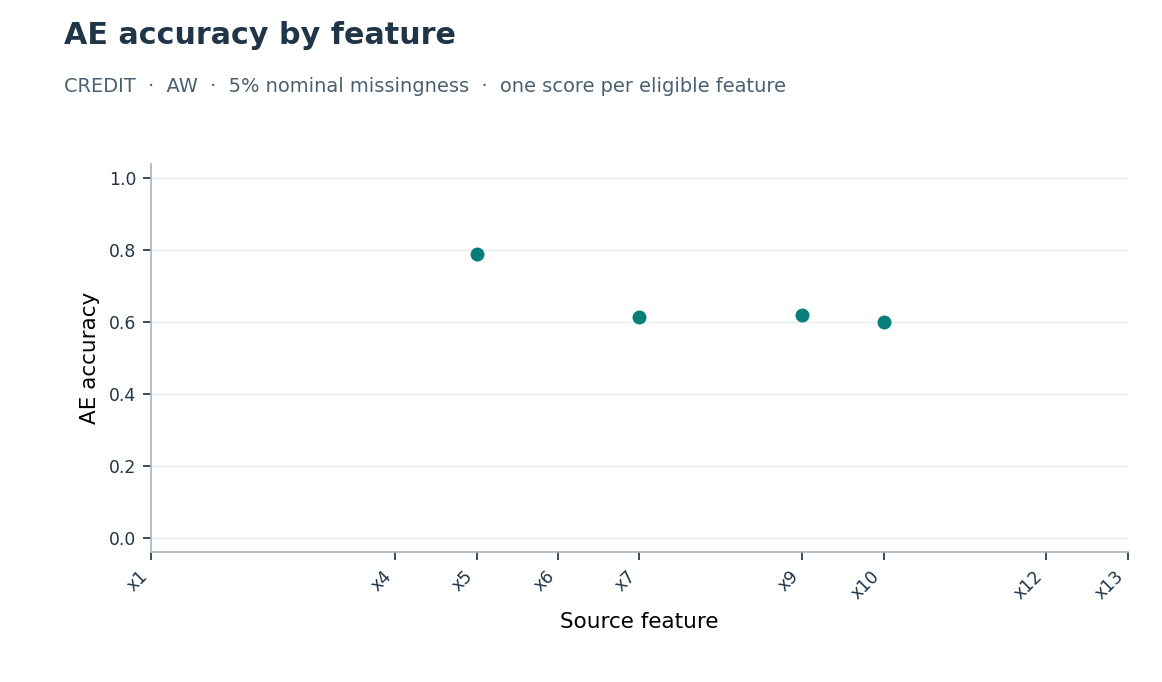 AE accuracy by feature
CREDIT · AW · 5% nominal missingness · one score per eligible feature
1.0
0.8
0.6
0.4
0.2
0.0
AE accuracy
x1 x4 x5 x6 x7 x9 x10 x12 x13
Source feature